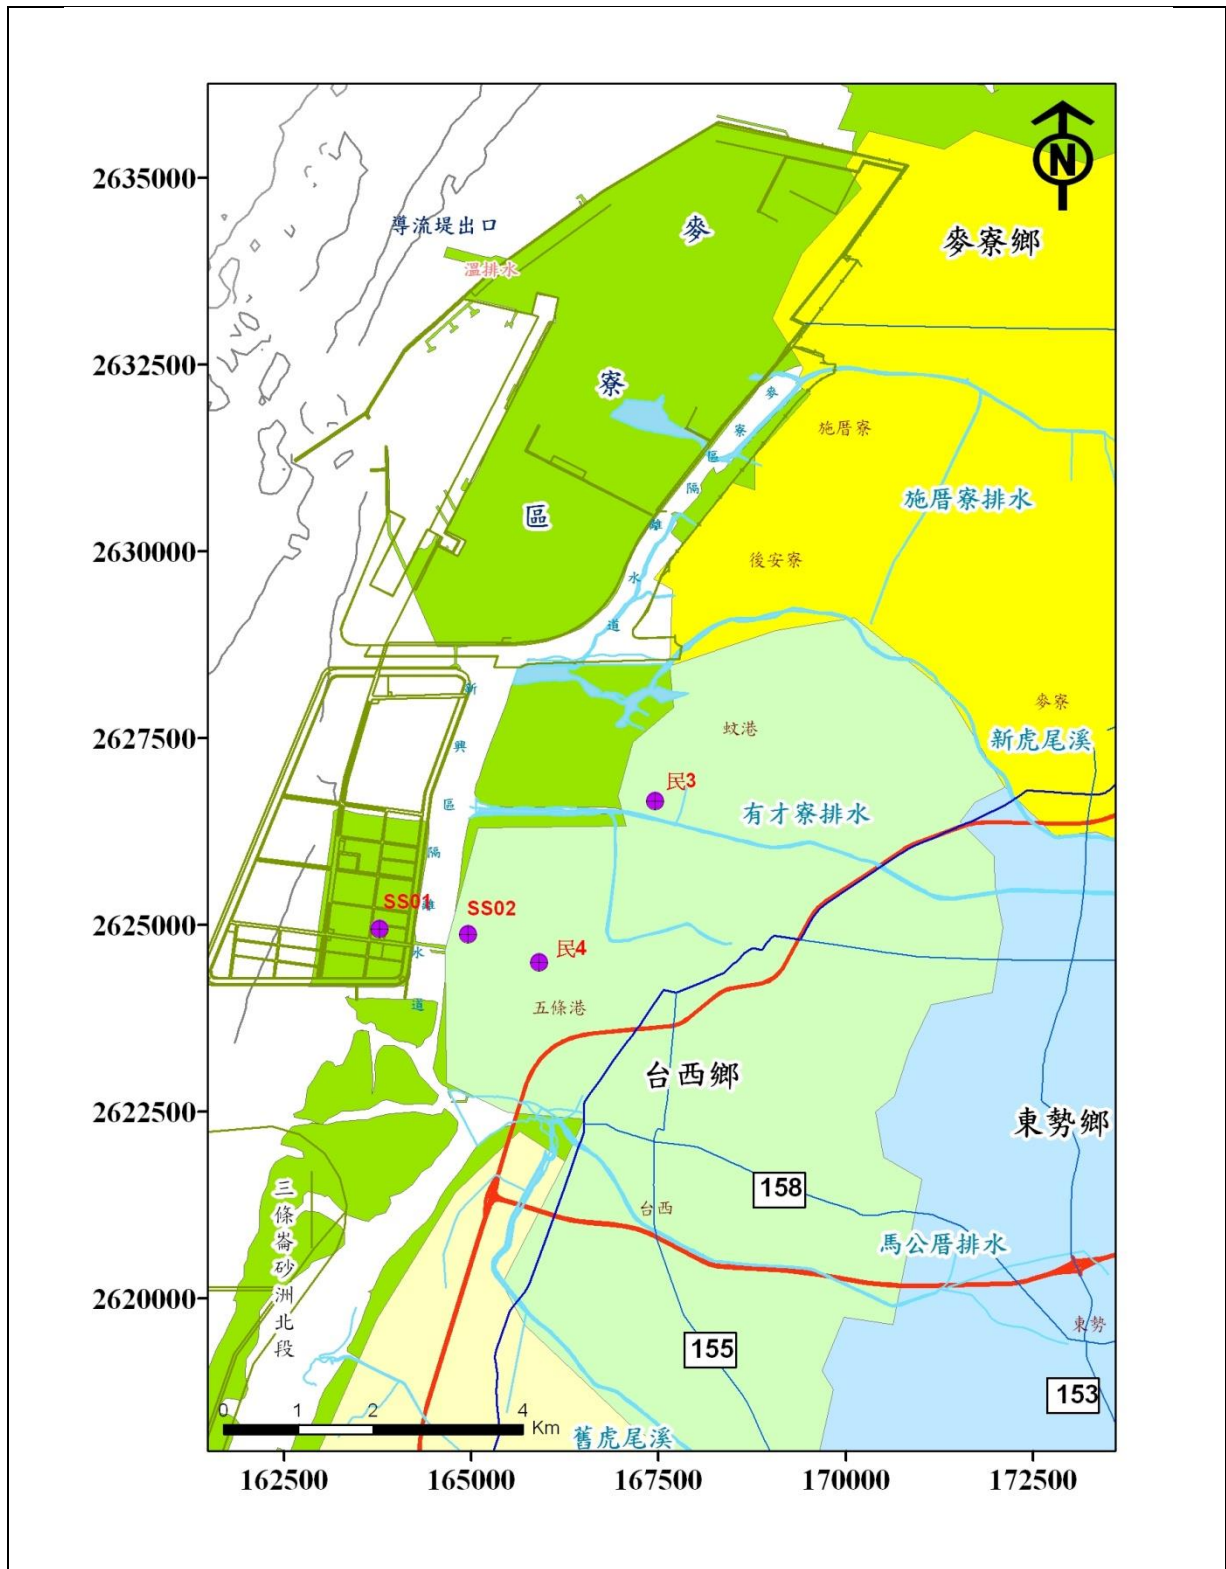 N
2635000
導流堤出口
溫排水
麥
寮
區
麥寮鄉
2632500
麥
寮
區
隔
離
水
道
施厝寮
施厝寮排水
2630000
後安寮
麥寮
新虎尾溪
2627500
新
興
區
隔
離
水
道
蚊港
民3
有才寮排水
SS01
SS02
2625000
民4
五條港
台西鄉
2622500
東勢鄉
三
條
崙
砂
洲
北
段
158
台西
馬公厝排水
2620000
東勢
155
153
0 1 2 4
Km
舊虎尾溪
162500 165000 167500 170000 172500